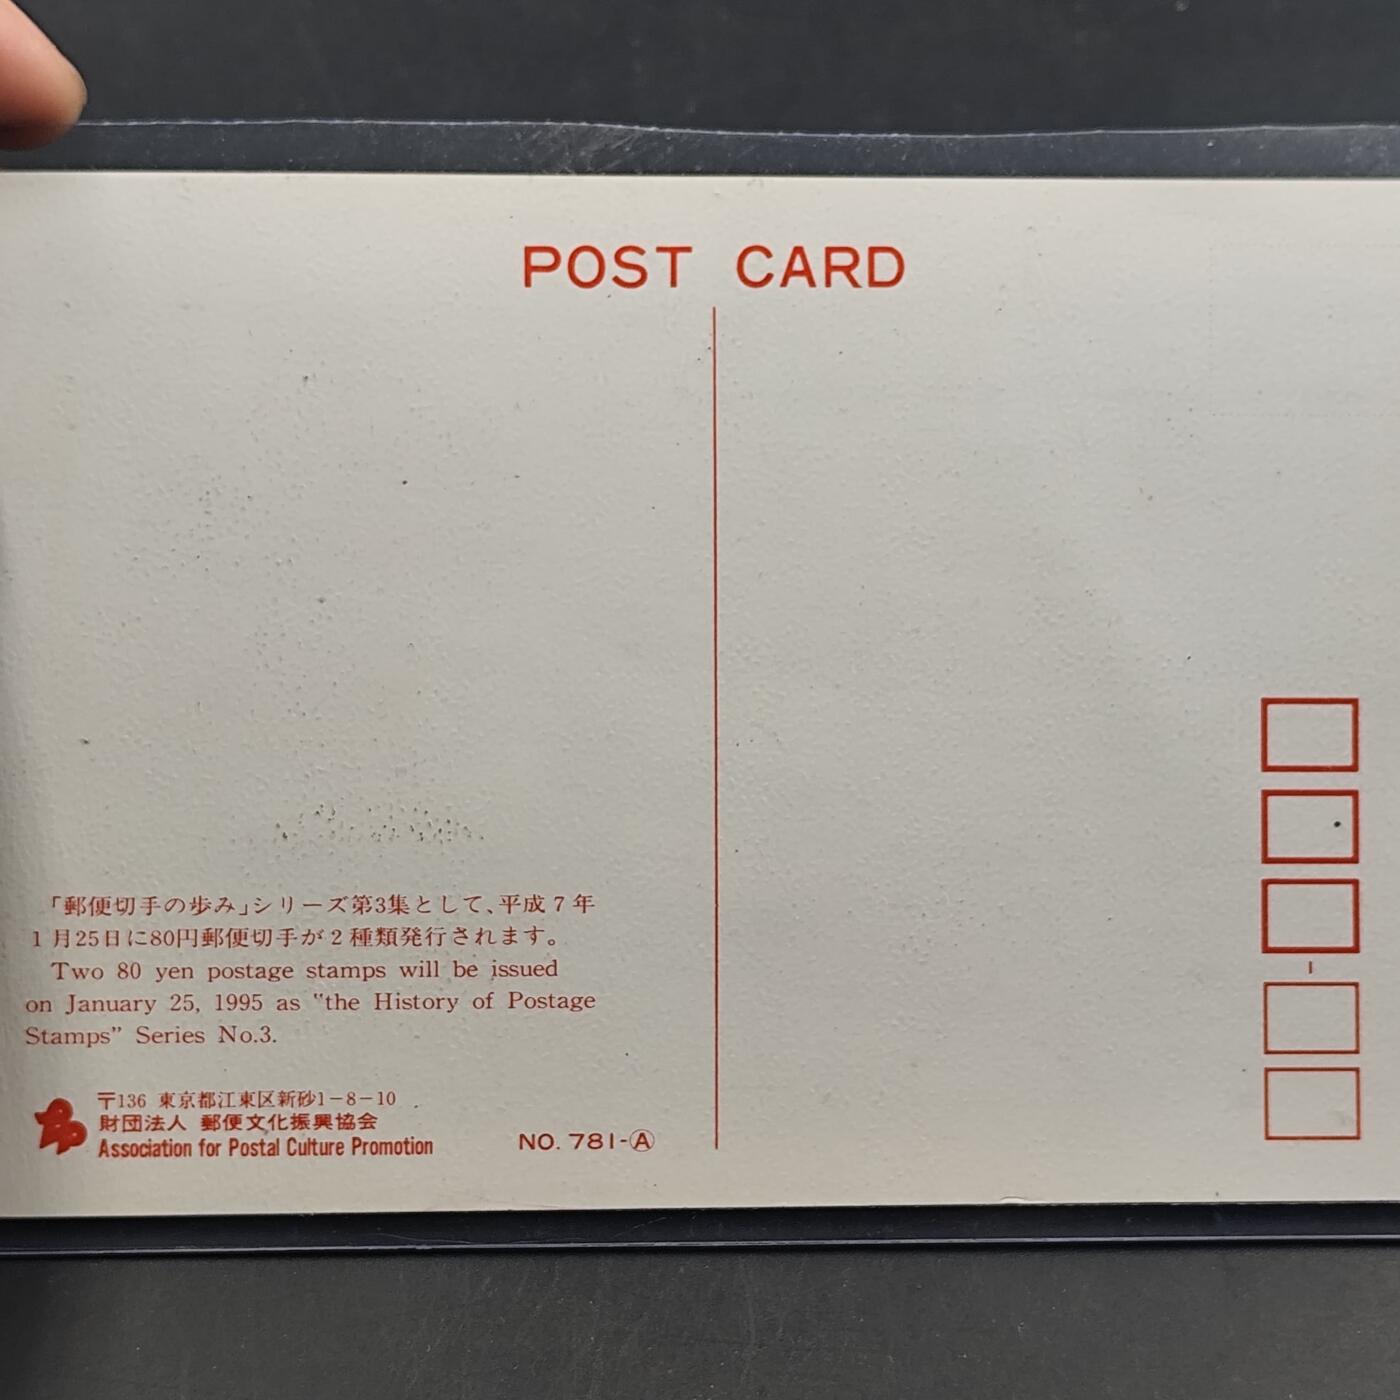 POST CARD
「郵便切手の歩み」シリーズ第3集として、平成7年
1月25日に80円郵便切手が2種類発行されます。
Two 80 yen postage stamps will be issued
on January 25, 1995 as "the History of Postage
Stamps" Series No.3.
〒136 東京都江東区新砂1-8-10
財団法人 郵便文化振興協会
Association for Postal Culture Promotion
NO. 781-Ⓐ